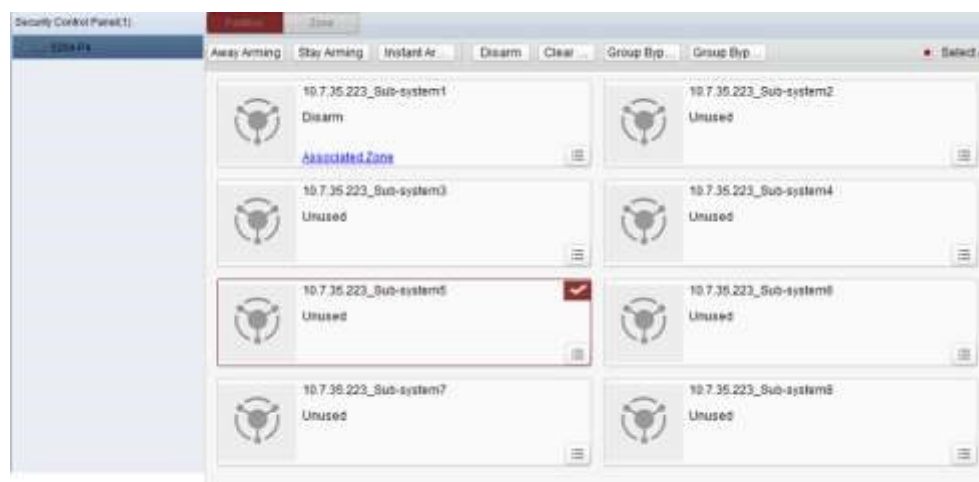 Security Control Panel(1)
Partition Zone
Away Arming Stay Arming Instant Ar... Disarm Clear ... Group Byp... Group Byp...
Select
10.7.35.223_Sub-system1
Disarm
Associated Zone
10.7.35.223_Sub-system2
Unused
10.7.35.223_Sub-system3
Unused
10.7.35.223_Sub-system4
Unused
10.7.35.223_Sub-system5
Unused
10.7.35.223_Sub-system6
Unused
10.7.35.223_Sub-system7
Unused
10.7.35.223_Sub-system8
Unused